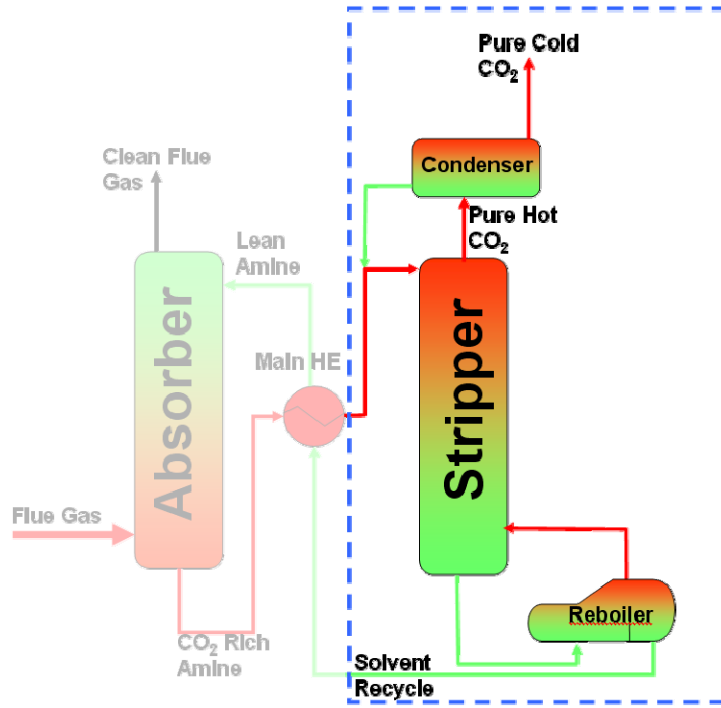 Pure Cold
CO₂
Condenser
Clean Flue
Gas
Pure Hot
CO₂
Lean
Amine
Absorber
Stripper
Main HE
Flue Gas
Reboiler
CO₂ Rich
Amine
Solvent
Recycle